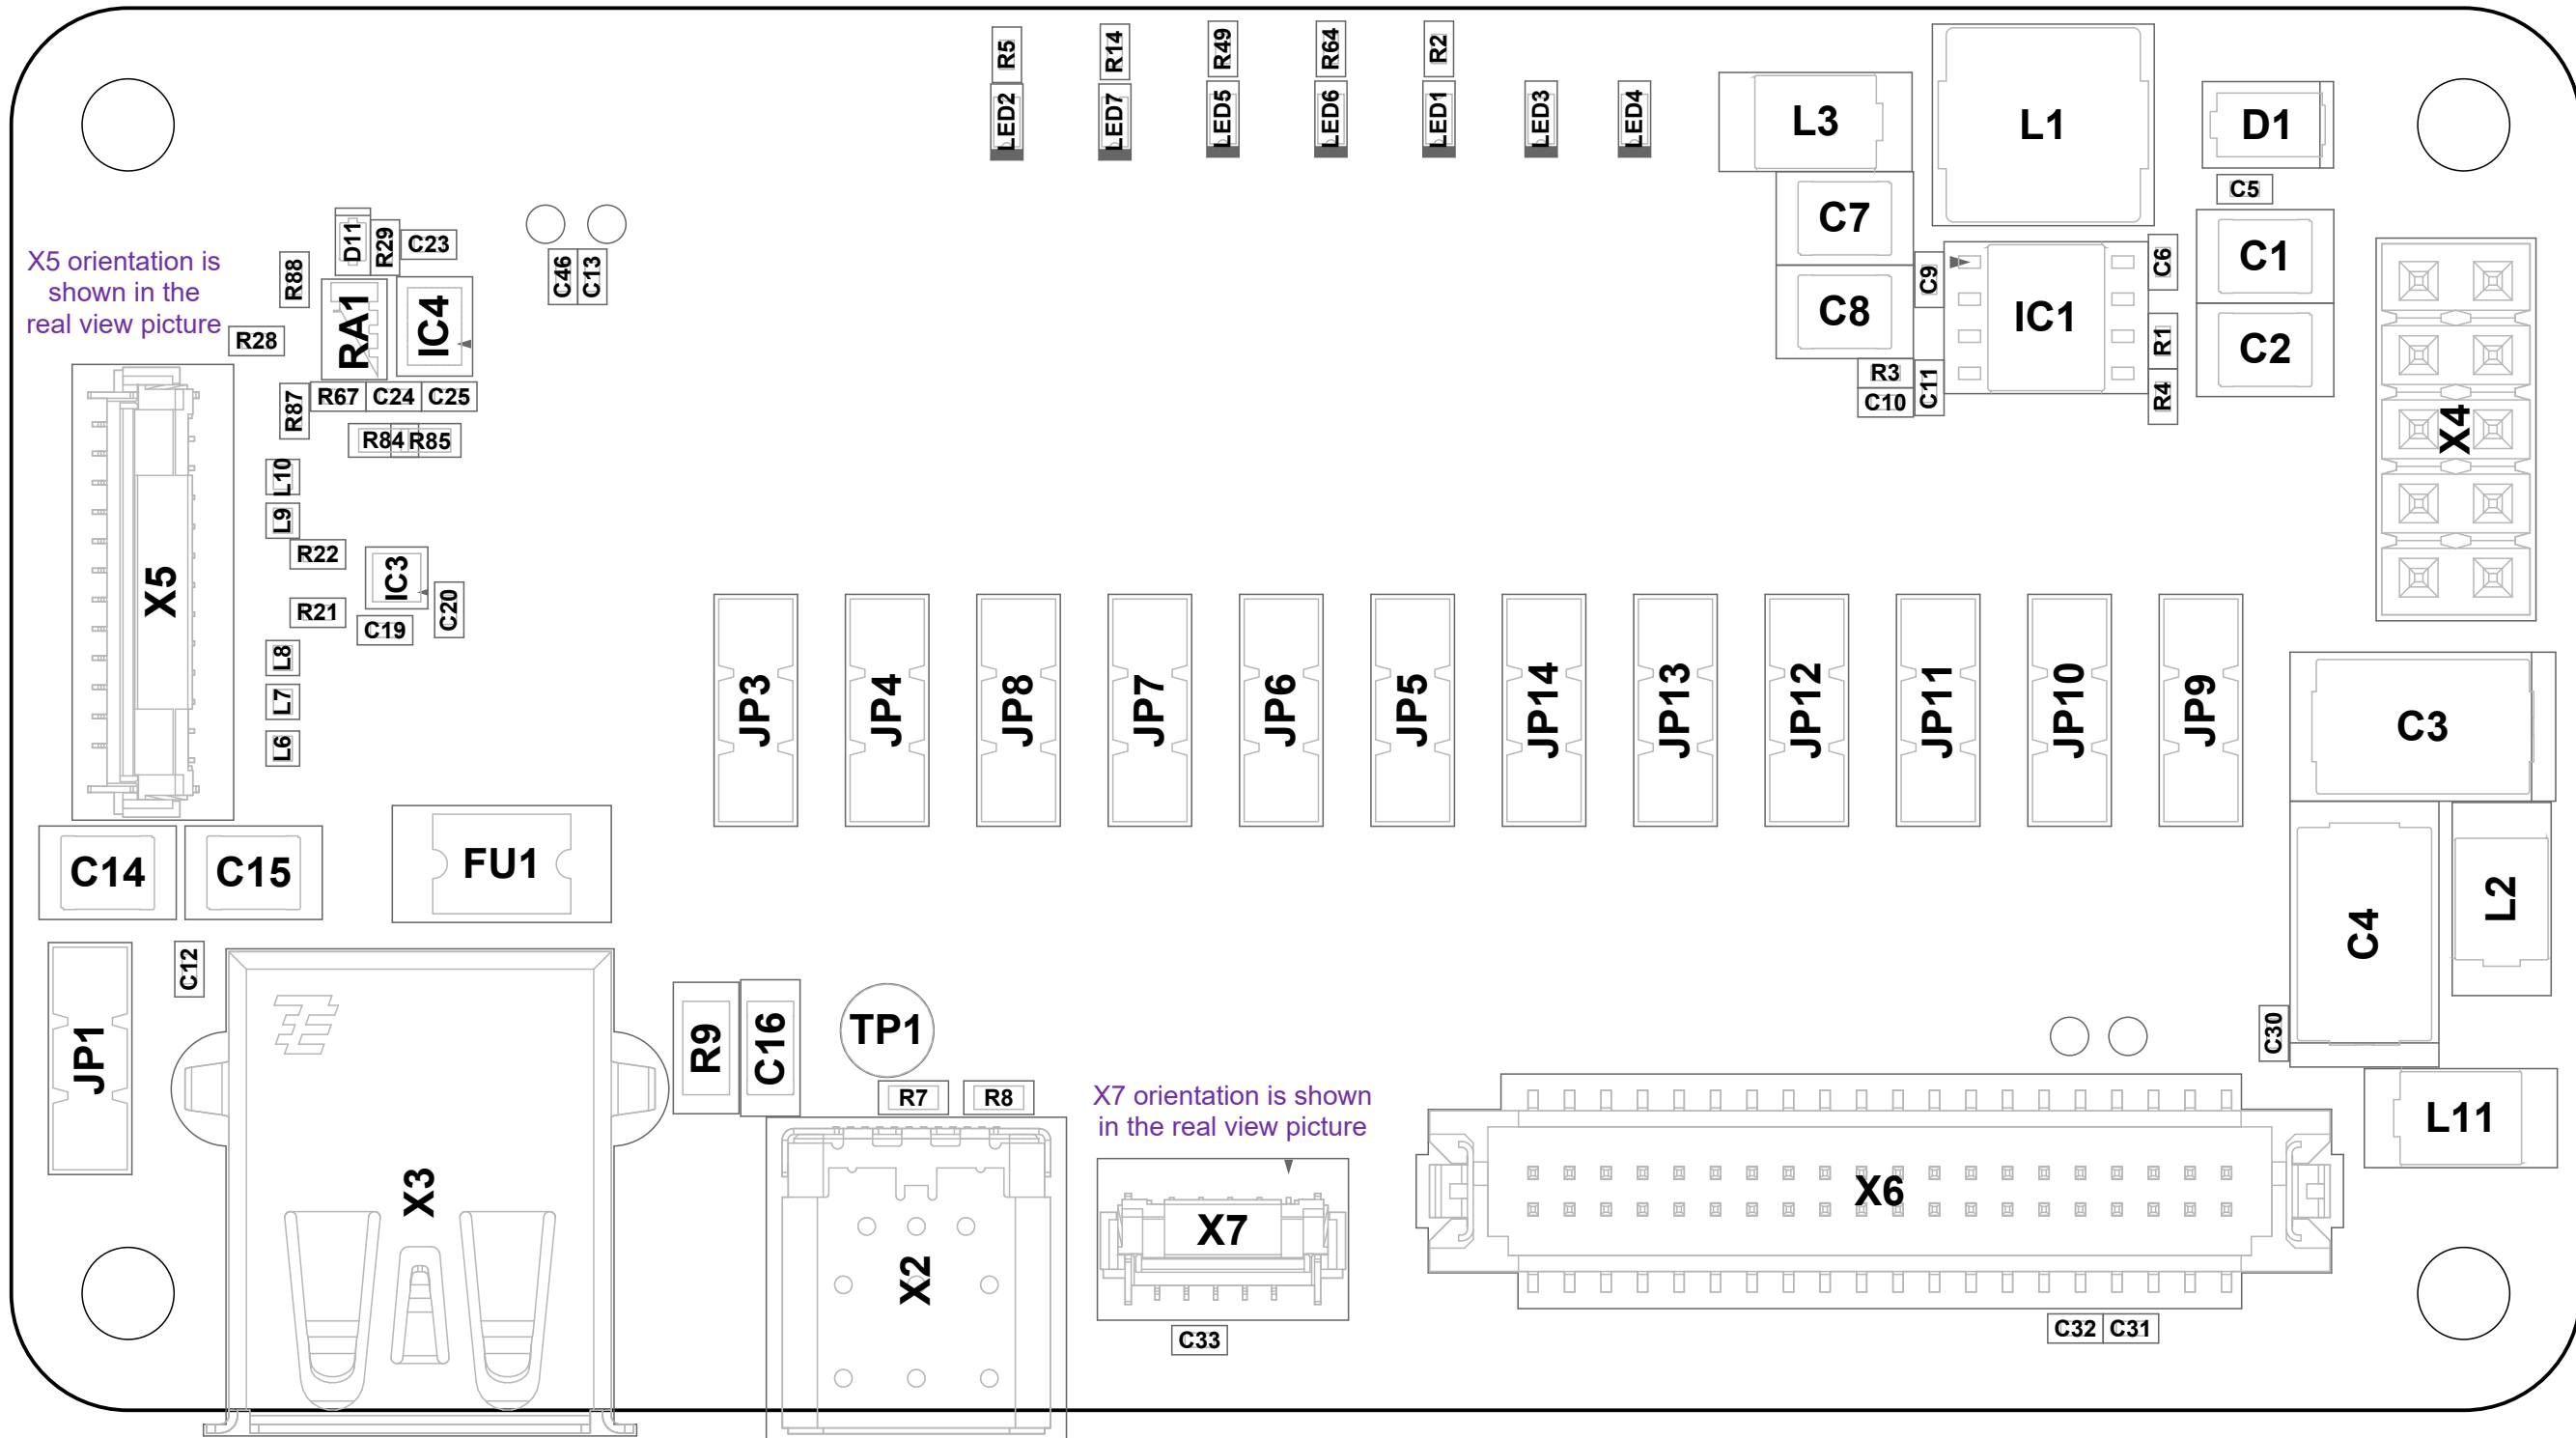 R5
R14
R49
R64
R2
LED2
LED7
LED5
LED6
LED1
LED3
LED4
L3
L1
D1
C5
C7
C8
C9
IC1
C6
R1
R4
C1
C2
R3
C10
C11
X4
D11
R29
C23
R88
X5 orientation is
shown in the
real view picture
RA1
IC4
C46
C13
R28
R87
R67
C24
C25
R84
R85
L10
L9
R22
IC3
C20
R21
C19
X5
L8
L7
L6
JP3
JP4
JP8
JP7
JP6
JP5
JP14
JP13
JP12
JP11
JP10
JP9
C3
C14
C15
FU1
C4
L2
C12
JP1
R9
C16
TP1
C30
R7
R8
X7 orientation is shown
in the real view picture
L11
X3
X2
X7
X6
C33
C32
C31